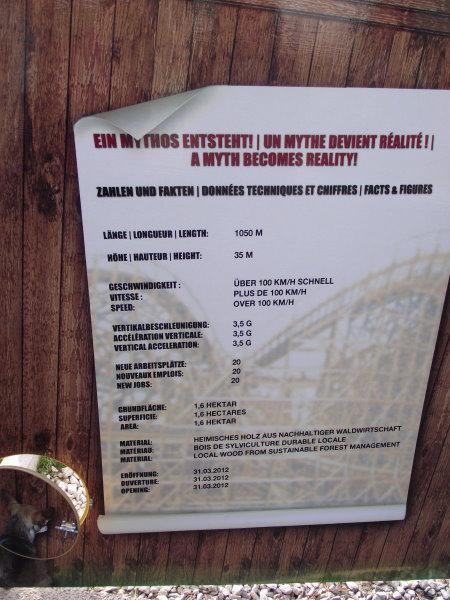 EIN MYTHOS ENTSTEHT! | UN MYTHE DEVIENT RÉALITÉ ! |
A MYTH BECOMES REALITY!
ZAHLEN UND FAKTEN | DONNÉES TECHNIQUES ET CHIFFRES | FACTS & FIGURES
LÄNGE | LONGUEUR | LENGTH: 1050 M
HÖHE | HAUTEUR | HEIGHT: 35 M
GESCHWINDIGKEIT : ÜBER 100 KM/H SCHNELL
VITESSE : PLUS DE 100 KM/H
SPEED: OVER 100 KM/H
VERTIKALBESCHLEUNIGUNG: 3,5 G
ACCÉLÉRATION VERTICALE: 3,5 G
VERTICAL ACCELERATION: 3,5 G
NEUE ARBEITSPLÄTZE: 20
NOUVEAUX EMPLOIS: 20
NEW JOBS: 20
GRUNDFLÄCHE: 1,6 HEKTAR
SUPERFICIE: 1,6 HECTARES
AREA: 1,6 HEKTAR
MATERIAL: HEIMISCHES HOLZ AUS NACHHALTIGER WALDWIRTSCHAFT
MATÉRIAU: BOIS DE SYLVICULTURE DURABLE LOCALE
MATERIAL: LOCAL WOOD FROM SUSTAINABLE FOREST MANAGEMENT
ERÖFFNUNG: 31.03.2012
OUVERTURE: 31.03.2012
OPENING: 31.03.2012